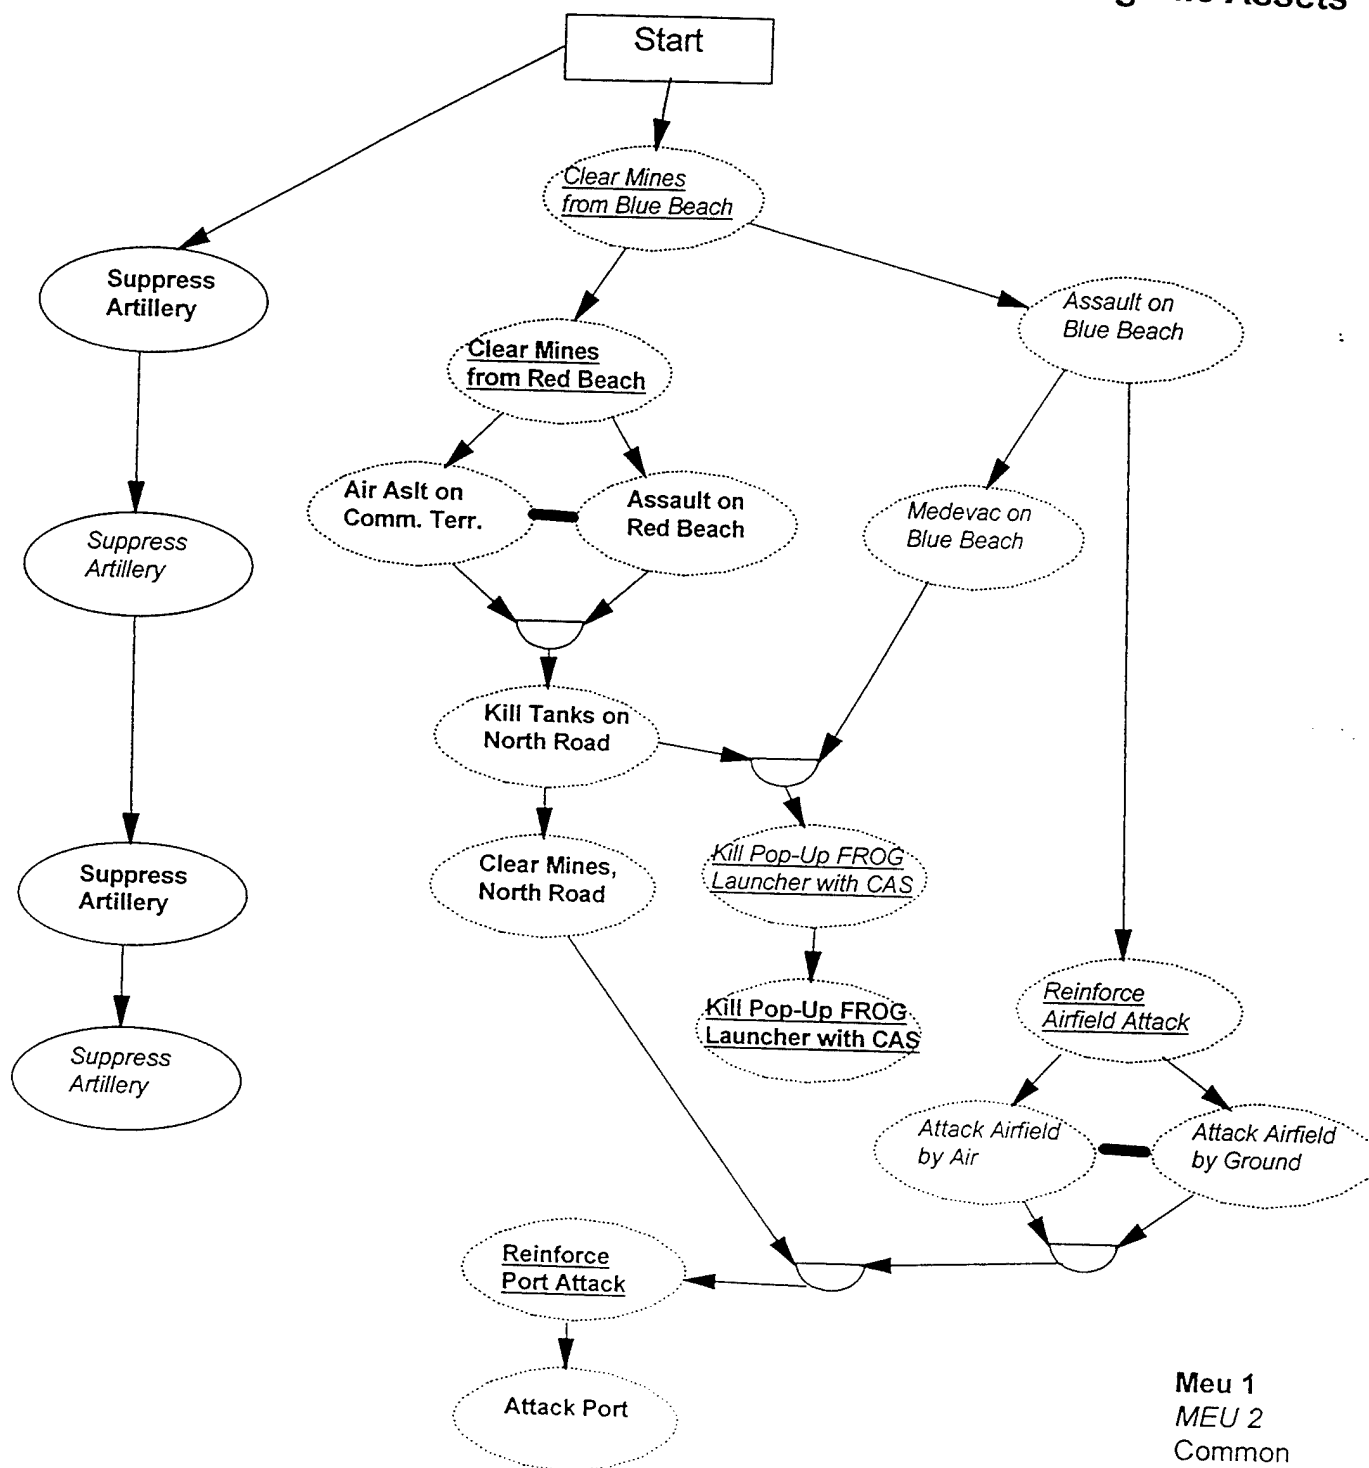 Assets
Start
Clear Mines
from Blue Beach
Suppress
Artillery
Assault on
Blue Beach
Clear Mines
from Red Beach
Air Aslt on
Comm. Terr.
Assault on
Red Beach
Medevac on
Blue Beach
Suppress
Artillery
Kill Tanks on
North Road
Clear Mines,
North Road
Kill Pop-Up FROG
Launcher with CAS
Suppress
Artillery
Kill Pop-Up FROG
Launcher with CAS
Reinforce
Airfield Attack
Suppress
Artillery
Attack Airfield
by Air
Attack Airfield
by Ground
Reinforce
Port Attack
Attack Port
Meu 1
MEU 2
Common